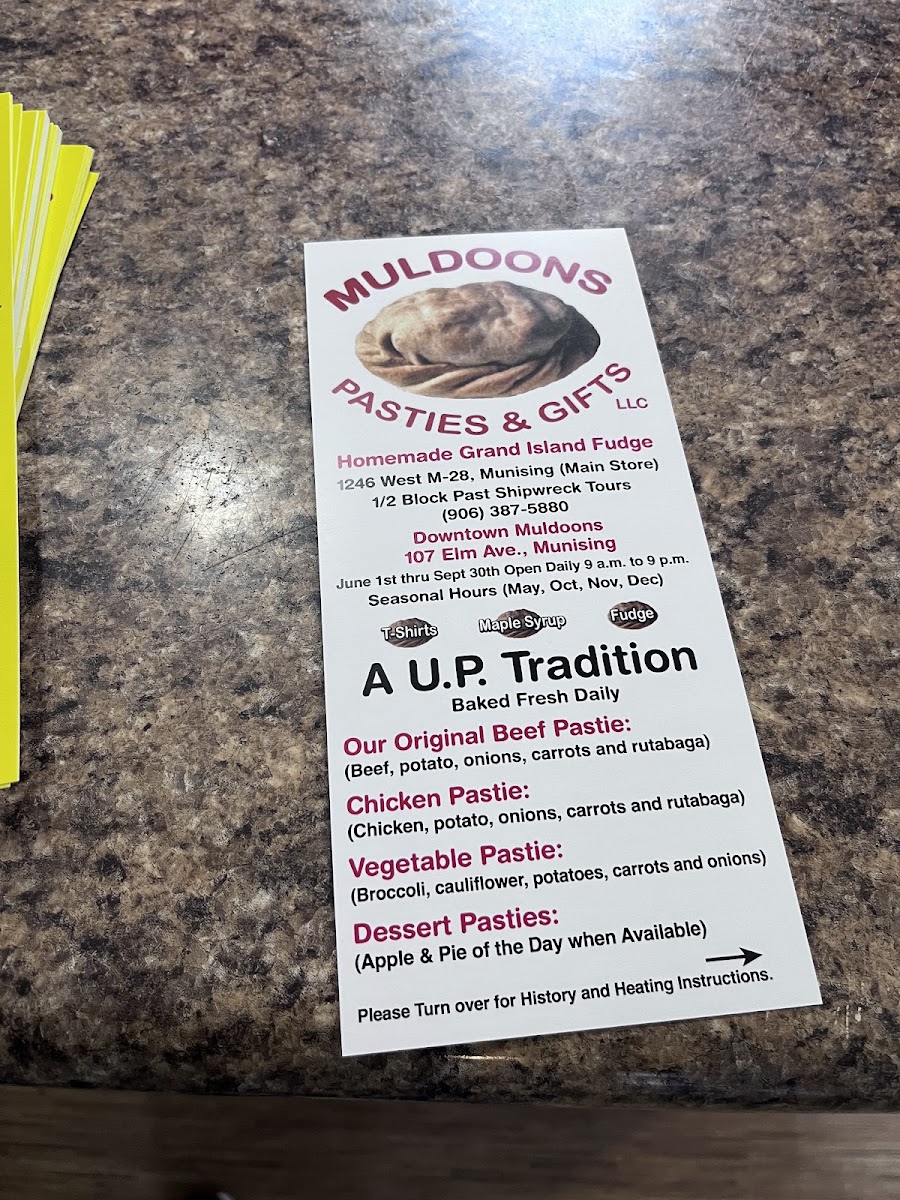 MULDOONS
PASTIES & GIFTS
LLC
Homemade Grand Island Fudge
1246 West M-28, Munising (Main Store)
1/2 Block Past Shipwreck Tours
(906) 387-5880
Downtown Muldoons
107 Elm Ave., Munising
June 1st thru Sept 30th Open Daily 9 a.m. to 9 p.m.
Seasonal Hours (May, Oct, Nov, Dec)
T-Shirts Maple Syrup Fudge
A U.P. Tradition
Baked Fresh Daily
Our Original Beef Pastie:
(Beef, potato, onions, carrots and rutabaga)
Chicken Pastie:
(Chicken, potato, onions, carrots and rutabaga)
Vegetable Pastie:
(Broccoli, cauliflower, potatoes, carrots and onions)
Dessert Pasties:
(Apple & Pie of the Day when Available)
Please Turn over for History and Heating Instructions.